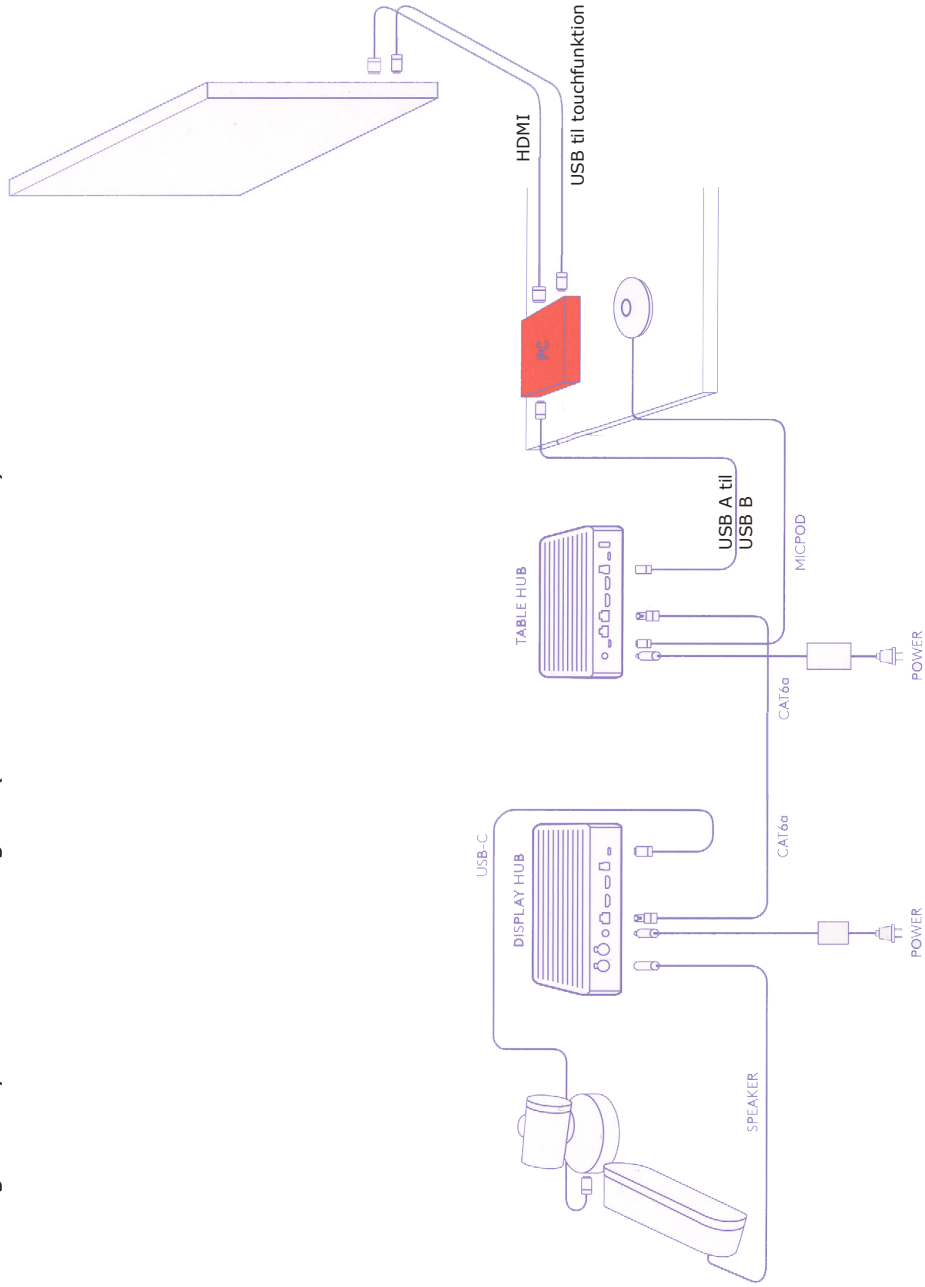 HDMI
USB til touchfunktion
PC
USB A til
USB B
MICPOD
TABLE HUB
CAT6a
POWER
USB-C
DISPLAY HUB
CAT6a
POWER
SPEAKER